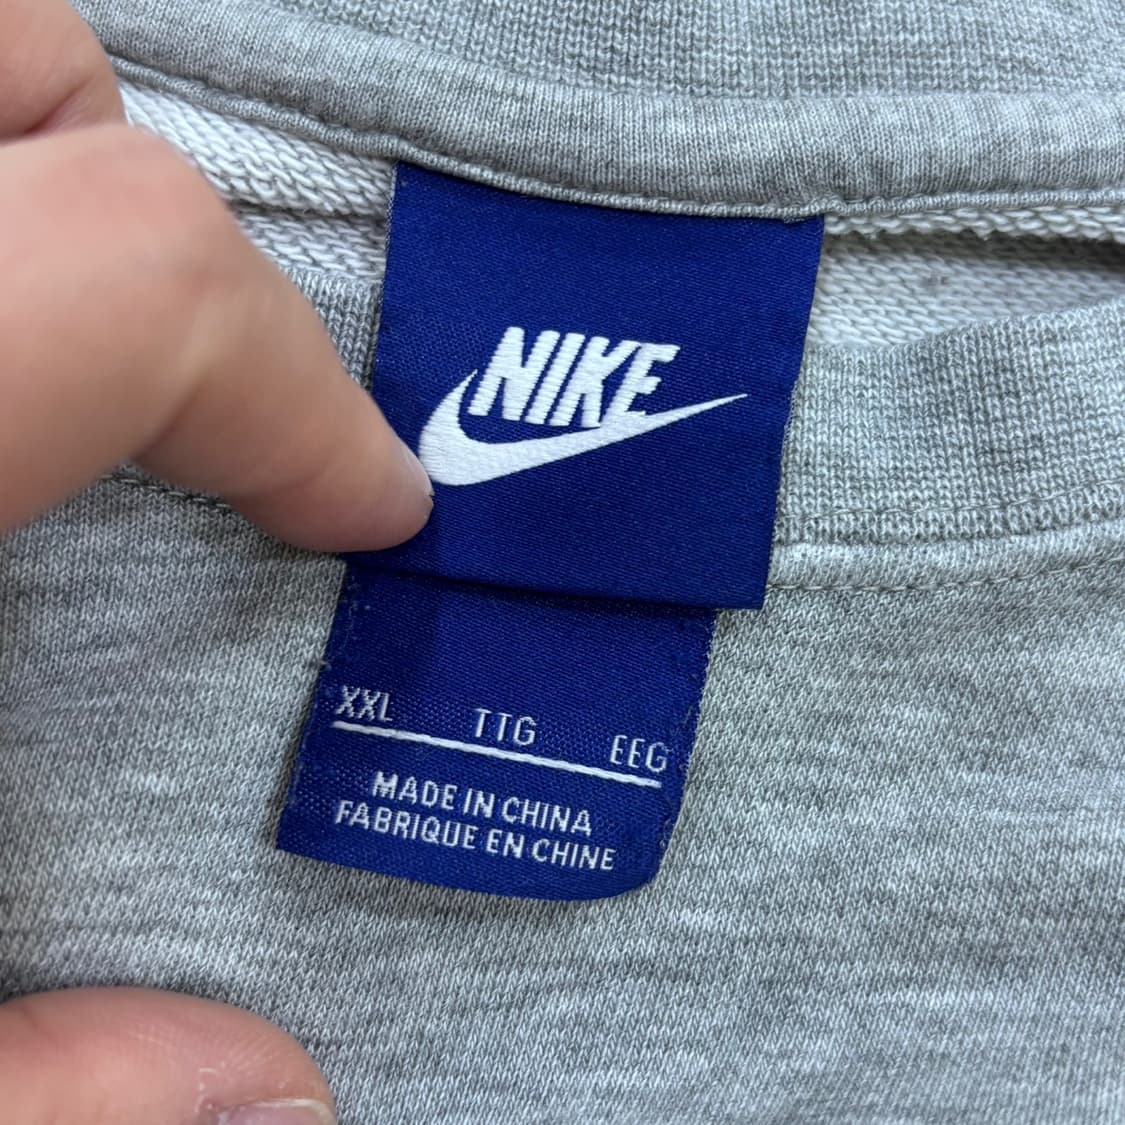 NIKE
XXL TTG EEG
MADE IN CHINA
FABRIQUE EN CHINE